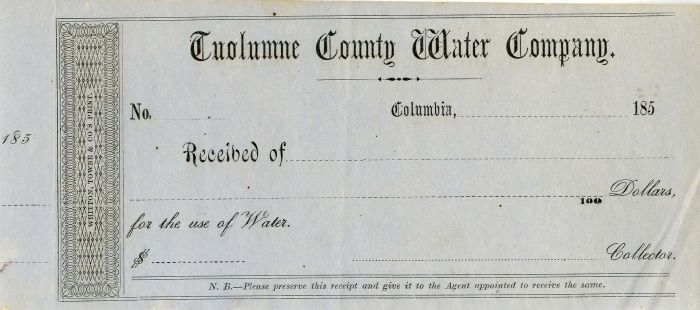 Tuolumne County Water Company.
No. Columbia, 185
185
Received of
100 Dollars,
for the use of Water.
$ Collector.
N. B.—Please preserve this receipt and give it to the Agent appointed to receive the same.
WHITTON, TOWNE & CO'S PRINT.